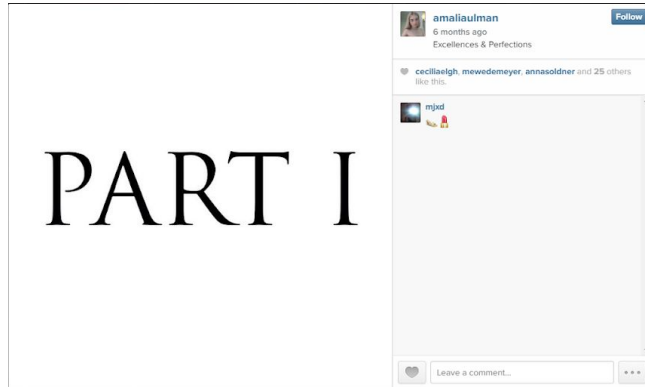 PART I
amaliaulman
Follow
6 months ago
Excellences & Perfections
ceciliaelgh, mewedemeyer, annasoldner and 25 others
like this.
mjxd
Leave a comment...